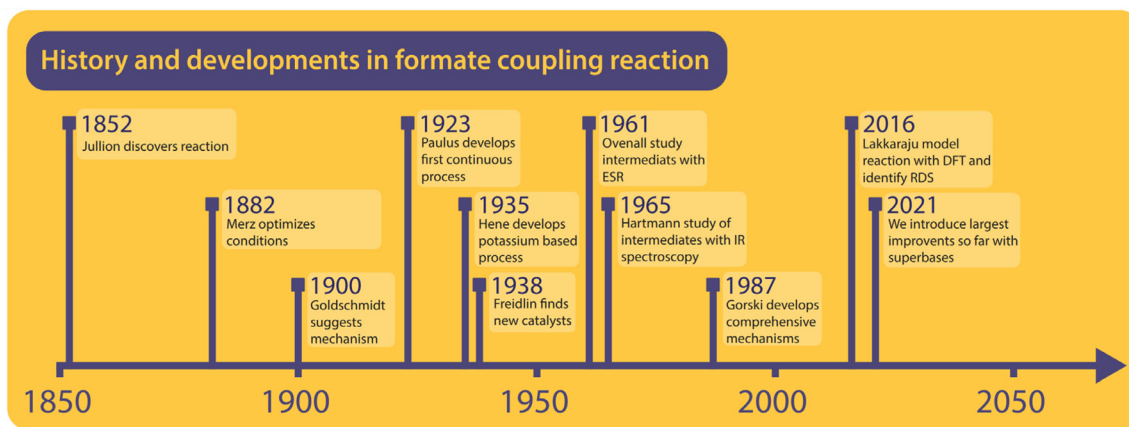 History and developments in formate coupling reaction
1852
Jullion discovers reaction
1882
Merz optimizes
conditions
1900
Goldschmidt
suggests
mechanism
1923
Paulus develops
first continuous
process
1935
Hene develops
potassium based
process
1938
Freidlin finds
new catalysts
1961
Ovenall study
intermediats with
ESR
1965
Hartmann study of
intermediates with IR
spectroscopy
1987
Gorski develops
comprehensive
mechanisms
2016
Lakkaraju model
reaction with DFT and
identify RDS
2021
We introduce largest
improvents so far with
superbases
1850
1900
1950
2000
2050